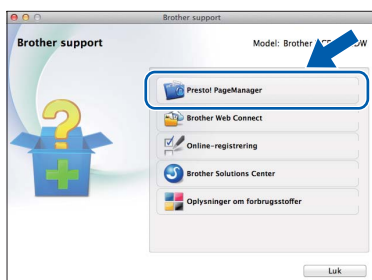 Brother support
Brother support
Model: Brother
Presto! PageManager
Brother Web Connect
Online-registrering
Brother Solutions Center
Oplysninger om forbrugsstoffer
Luk